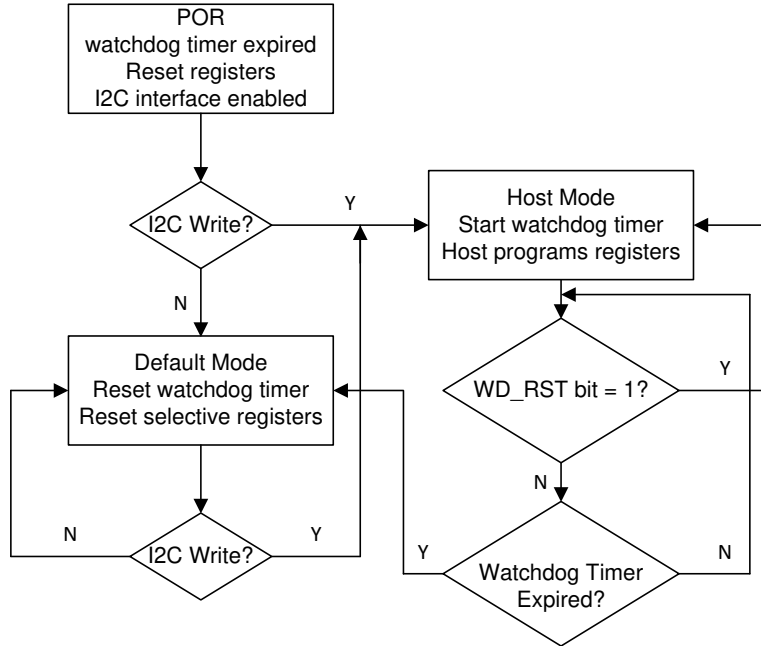 POR
watchdog timer expired
Reset registers
I2C interface enabled
I2C Write?
Y
N
Host Mode
Start watchdog timer
Host programs registers
Default Mode
Reset watchdog timer
Reset selective registers
WD_RST bit = 1?
Y
N
I2C Write?
N
Y
Watchdog Timer
Expired?
Y
N